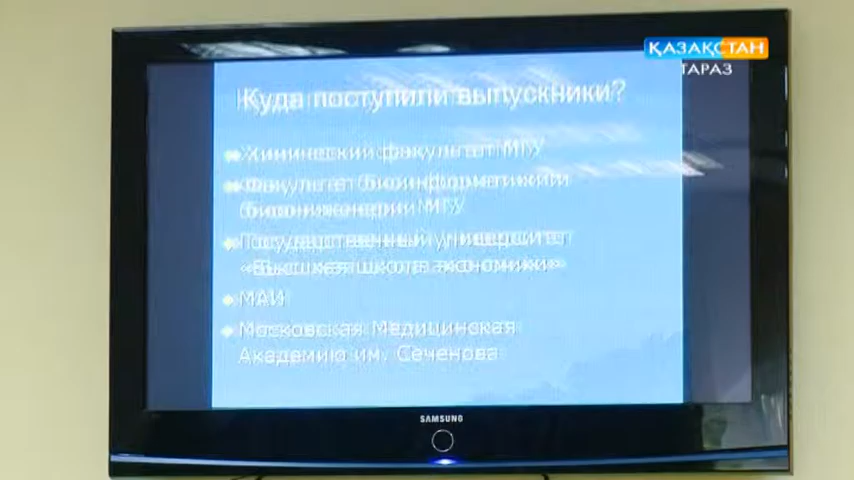 ҚАЗАҚСТАН
ТАРАЗ
Куда поступили выпускники?
Химический факультет МГУ
Факультет биоинформатики и
биоинженерии МГУ
Государственный университет
«Высшая школа экономики»
МАИ
Московская Медицинская
Академию им. Сеченова
SAMSUNG